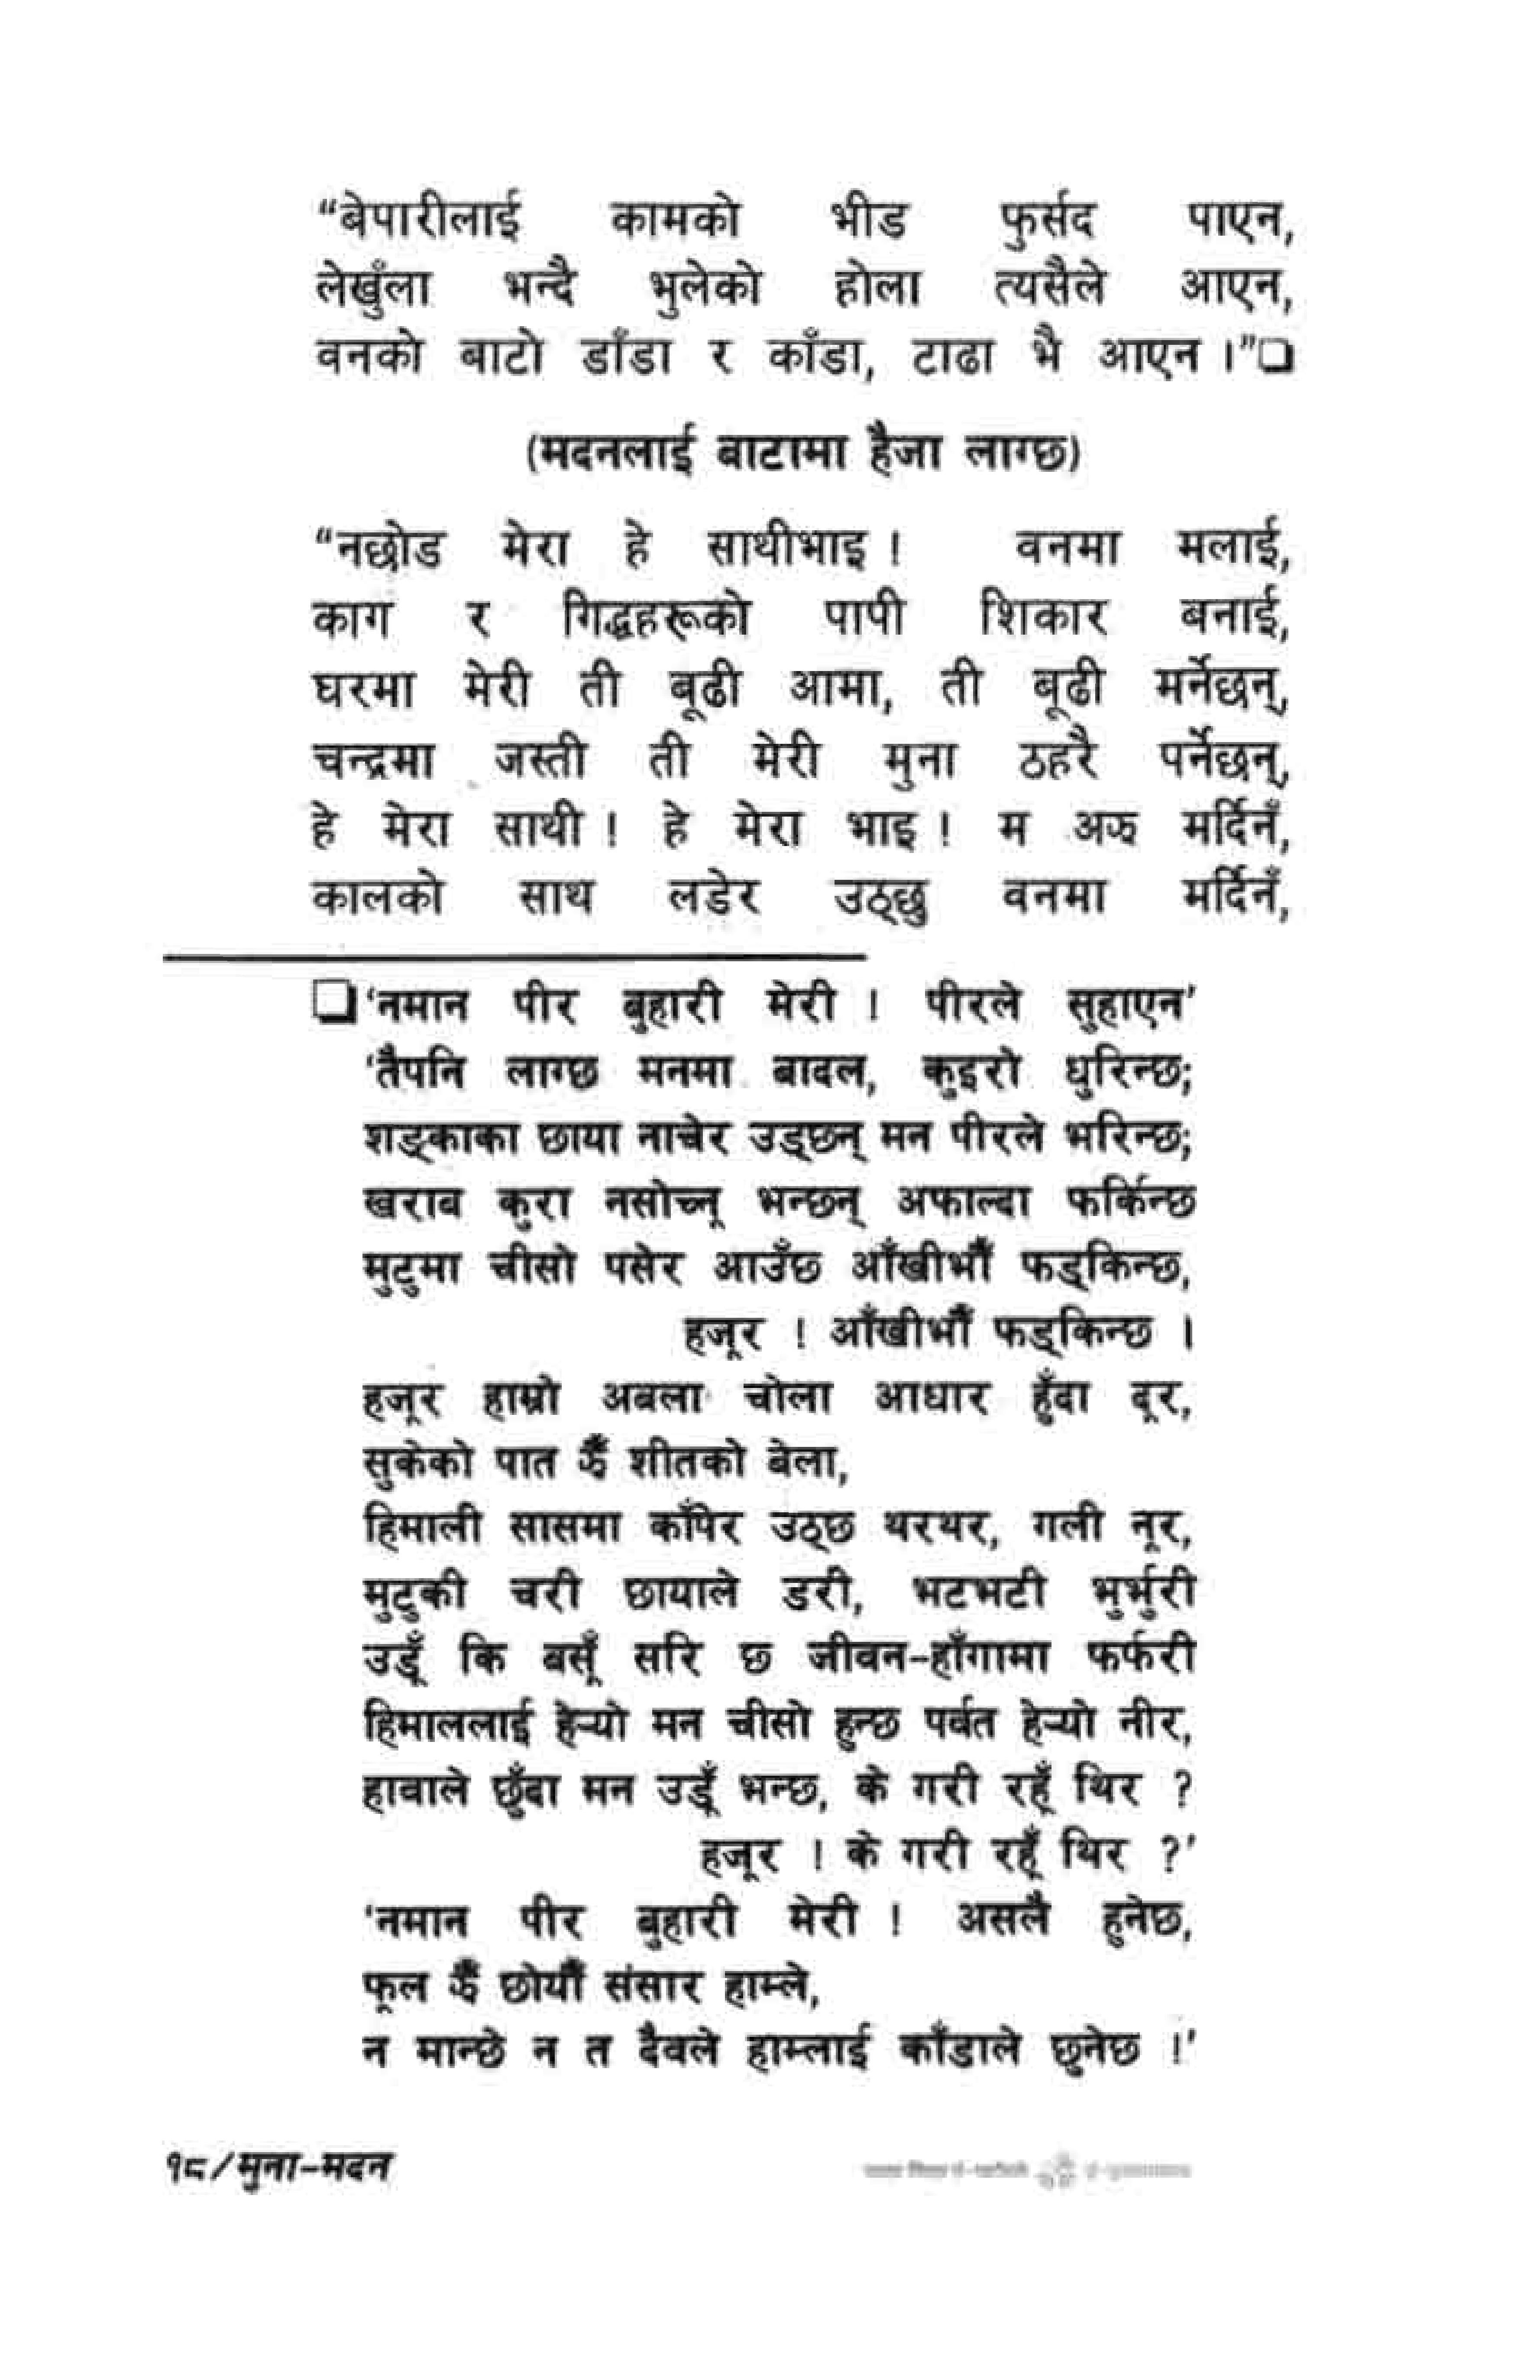 “बेपारीलाई कामको भीड फुर्सद पाएन,
लेखुँला भन्दै भुलेको होला त्यसैले आएन,
वनको बाटो डाँडा र काँडा, टाढा भै आएन ।”❏
(मदनलाई बाटामा हैजा लाग्छ)
“नछोड मेरा हे साथीभाइ ! वनमा मलाई,
काग र गिद्धहरूको पापी शिकार बनाई,
घरमा मेरी ती बूढी आमा, ती बूढी मर्नेछन्,
चन्द्रमा जस्ती ती मेरी मुना ठहरै पर्नेछन्,
हे मेरा साथी ! हे मेरा भाइ ! म अझ मर्दिनँ,
कालको साथ लडेर उठ्छु वनमा मर्दिनँ,
❏‘नमान पीर बुहारी मेरी ! पीरले सुहाएन’
‘तैपनि लाग्छ मनमा बादल, कुइरो धुरिन्छ;
शङ्काका छाया नाचेर उड्छन् मन पीरले भरिन्छ;
खराब कुरा नसोच्नू भन्छन् अफाल्दा फर्किन्छ
मुटुमा चीसो पसेर आउँछ आँखीभौँ फड्किन्छ,
हजूर ! आँखीभौँ फड्किन्छ ।
हजूर हाम्रो अबला चोला आधार हुँदा दूर,
सुकेको पात झैँ शीतको बेला,
हिमाली सासमा काँपेर उठ्छ थरथर, गली नूर,
मुटुकी चरी छायाले डरी, भटभटी भुर्भुरी
उडूँ कि बसूँ सरि छ जीवन-हाँगामा फर्फरी
हिमाललाई हेर्‍यो मन चीसो हुन्छ पर्वत हेर्‍यो नीर,
हावाले छुँदा मन उडूँ भन्छ, के गरी रहूँ थिर ?
हजूर ! के गरी रहूँ थिर ?’
‘नमान पीर बुहारी मेरी ! असलै हुनेछ,
फूल झैँ छोयौँ संसार हाम्ले,
न मान्छे न त दैवले हाम्लाई काँडाले छुनेछ !’
१८/मुना-मदन